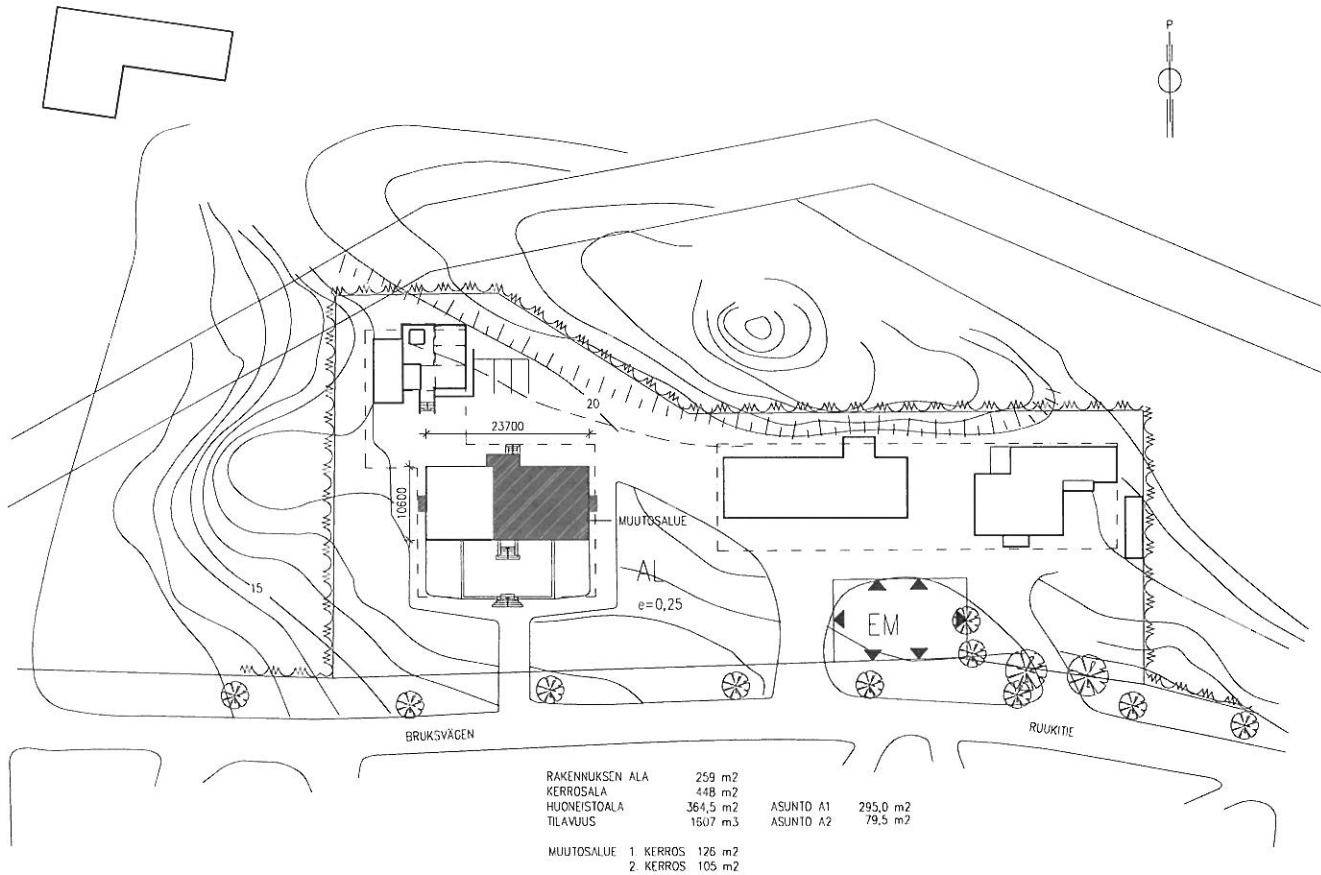 P
20
23700
10600
MUUTOSALUE
AL
e=0,25
15
EM
BRUKSVÄGEN
RUUKITIE
RAKENNUKSEN ALA 259 m2
KERROSALA 448 m2
HUONEISTOALA 364,5 m2 ASUNTO A1 295,0 m2
TILAVUUS 1607 m3 ASUNTO A2 79,5 m2
MUUTOSALUE 1. KERROS 126 m2
2. KERROS 105 m2